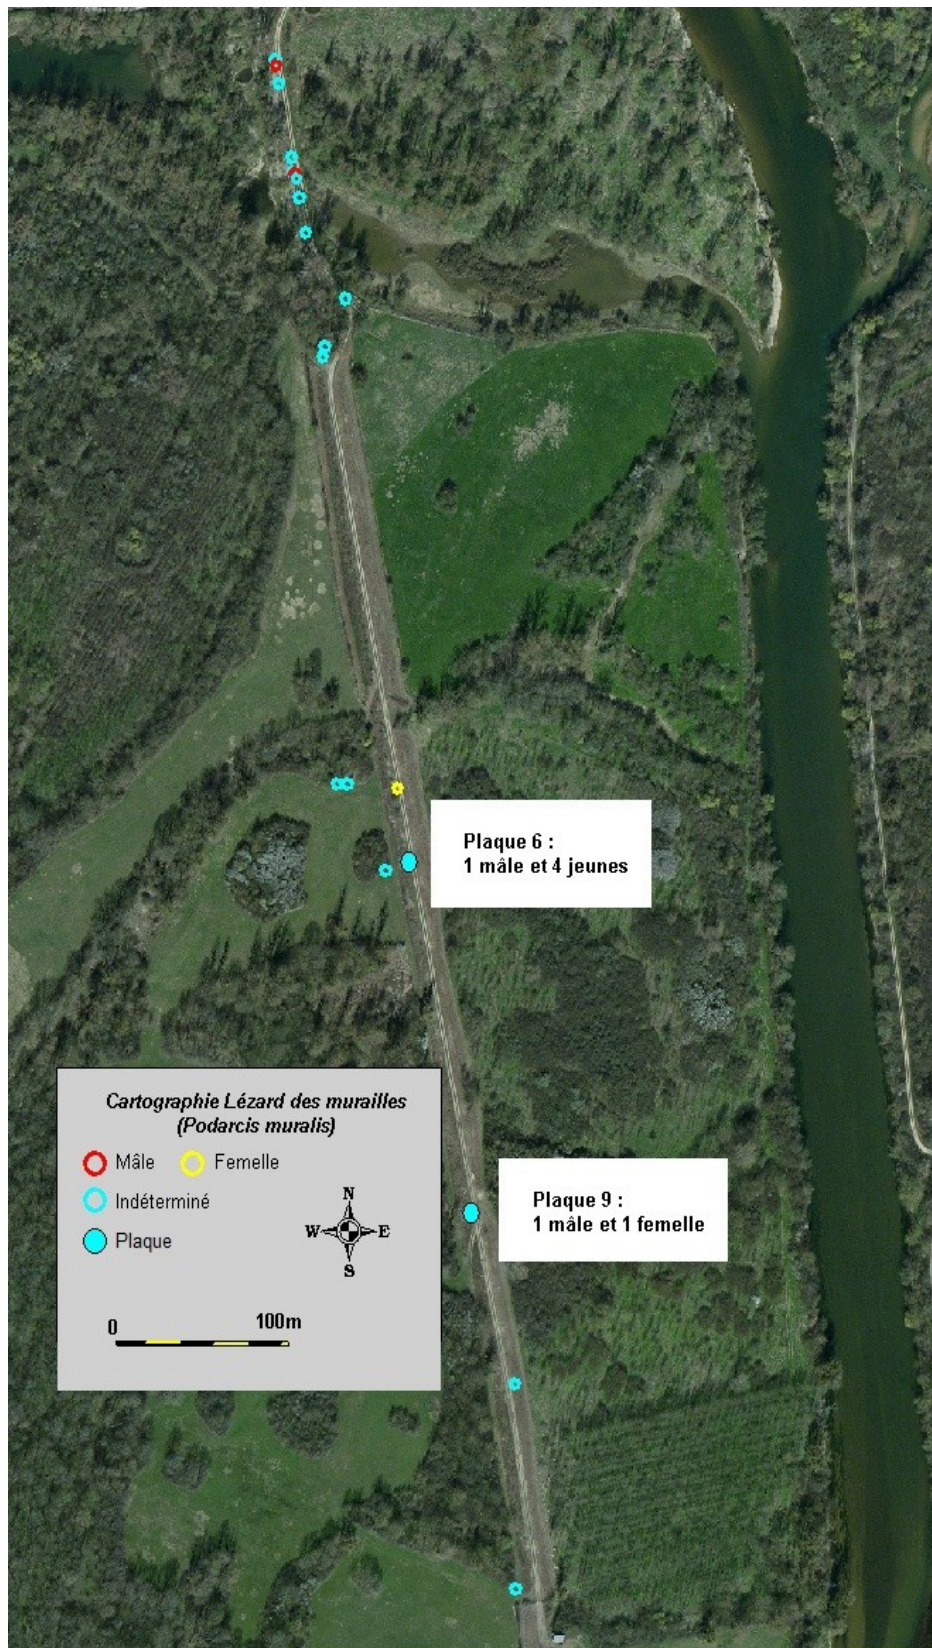 Plaque 6 :
1 mâle et 4 jeunes
Cartographie Lézard des murailles
(Podarcis muralis)
Mâle Femelle
Indéterminé
Plaque
N
W E
S
0 100m
Plaque 9 :
1 mâle et 1 femelle